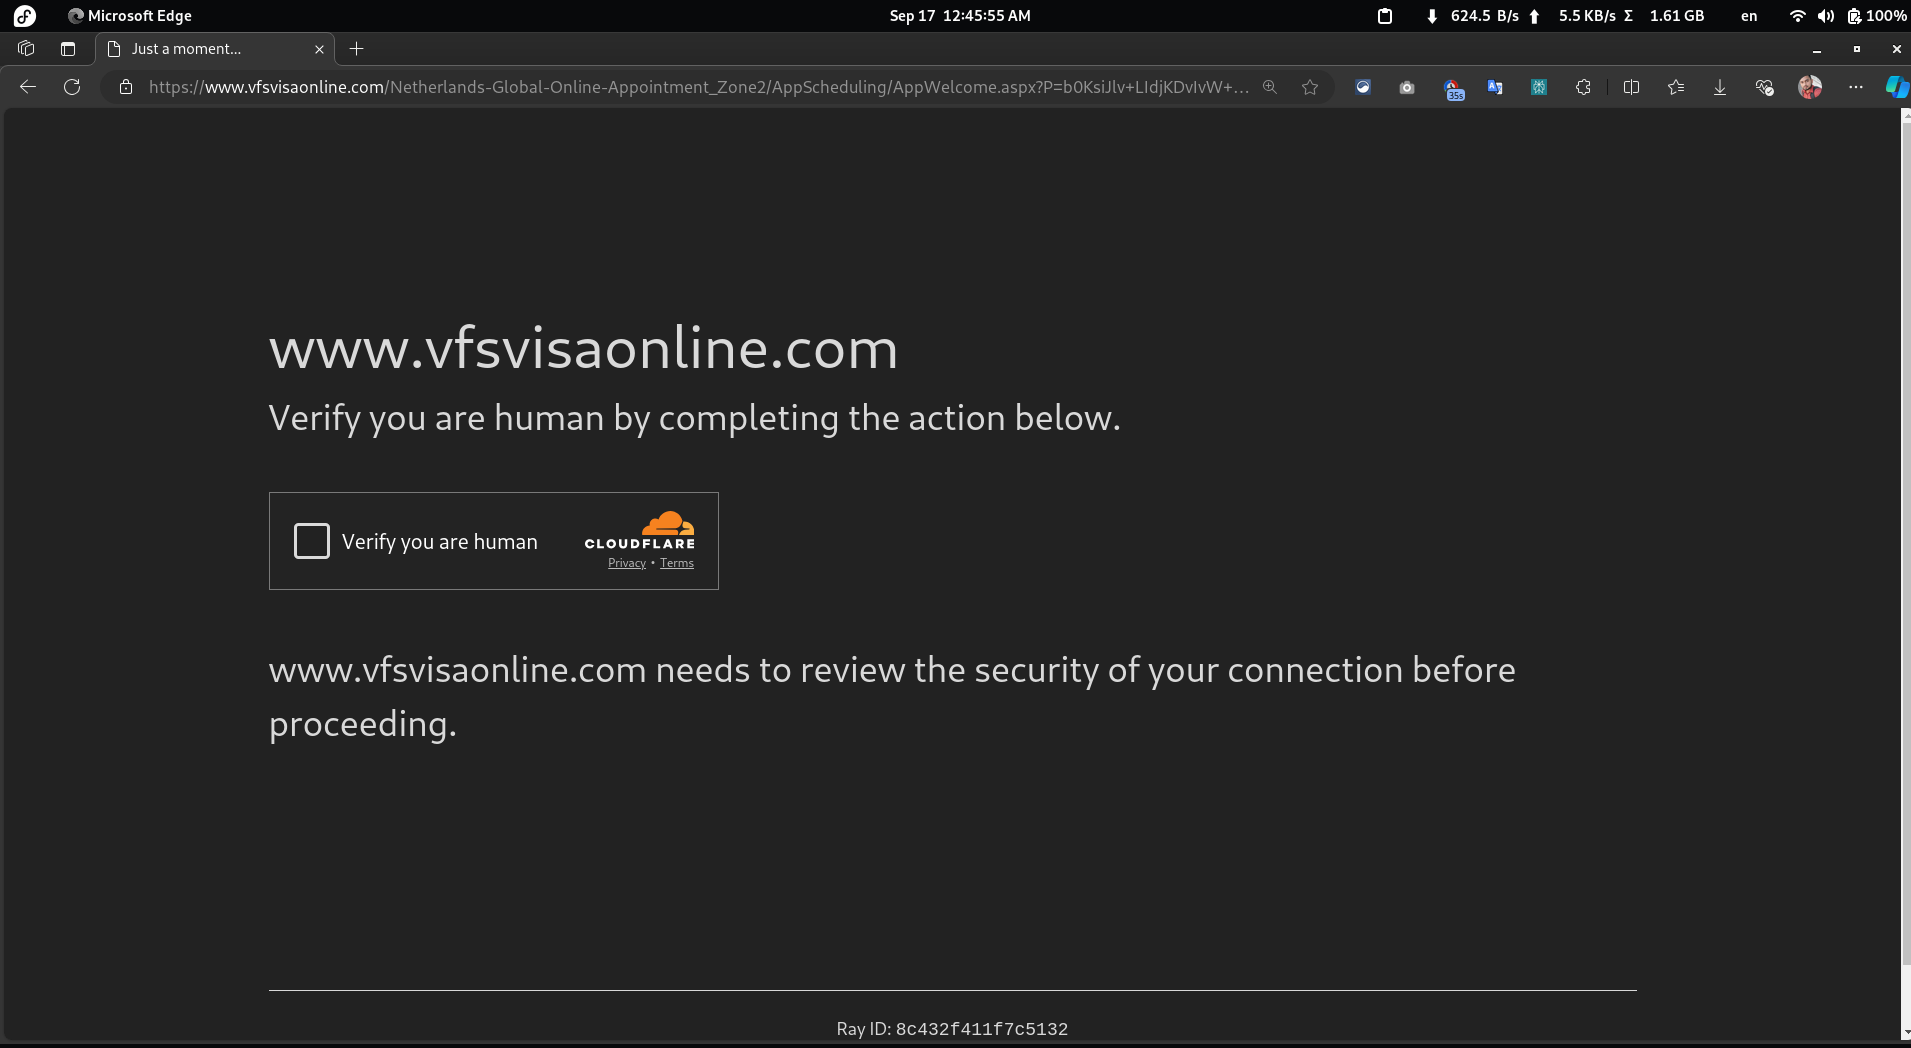 Microsoft Edge
Sep 17 12:45:55 AM
624.5 B/s
5.5 KB/s Σ 1.61 GB
en
100%
Just a moment...
https://www.vfsvisaonline.com/Netherlands-Global-Online-Appointment_Zone2/AppScheduling/AppWelcome.aspx?P=b0KsiJlv+LIdjKDvIvW+...
35s
www.vfsvisaonline.com
Verify you are human by completing the action below.
Verify you are human
CLOUDFLARE
Privacy • Terms
www.vfsvisaonline.com needs to review the security of your connection before
proceeding.
Ray ID: 8c432f411f7c5132